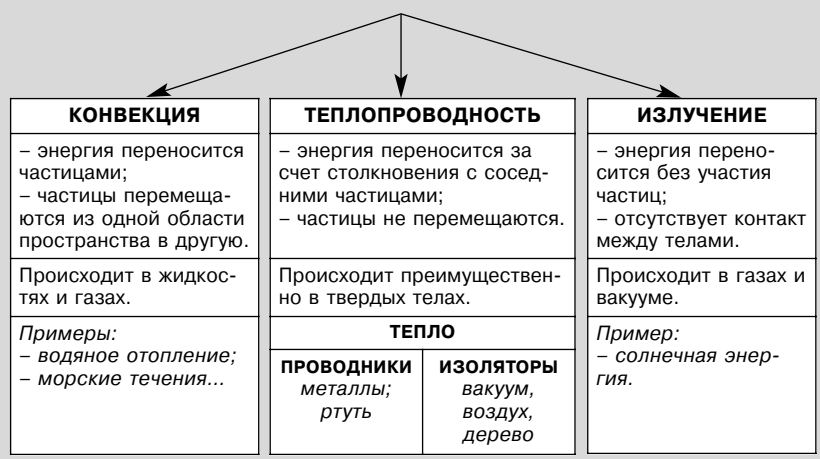 КОНВЕКЦИЯ
– энергия переносится
частицами;
– частицы перемеща-
ются из одной области
пространства в другую.
Происходит в жидкос-
тях и газах.
Примеры:
– водяное отопление;
– морские течения...
ТЕПЛОПРОВОДНОСТЬ
– энергия переносится за
счет столкновения с сосед-
ними частицами;
– частицы не перемещаются.
Происходит преимуществен-
но в твердых телах.
ТЕПЛО
ПРОВОДНИКИ
металлы;
ртуть
ИЗОЛЯТОРЫ
вакуум,
воздух,
дерево
ИЗЛУЧЕНИЕ
– энергия перено-
сится без участия
частиц;
– отсутствует контакт
между телами.
Происходит в газах и
вакууме.
Пример:
– солнечная энер-
гия.